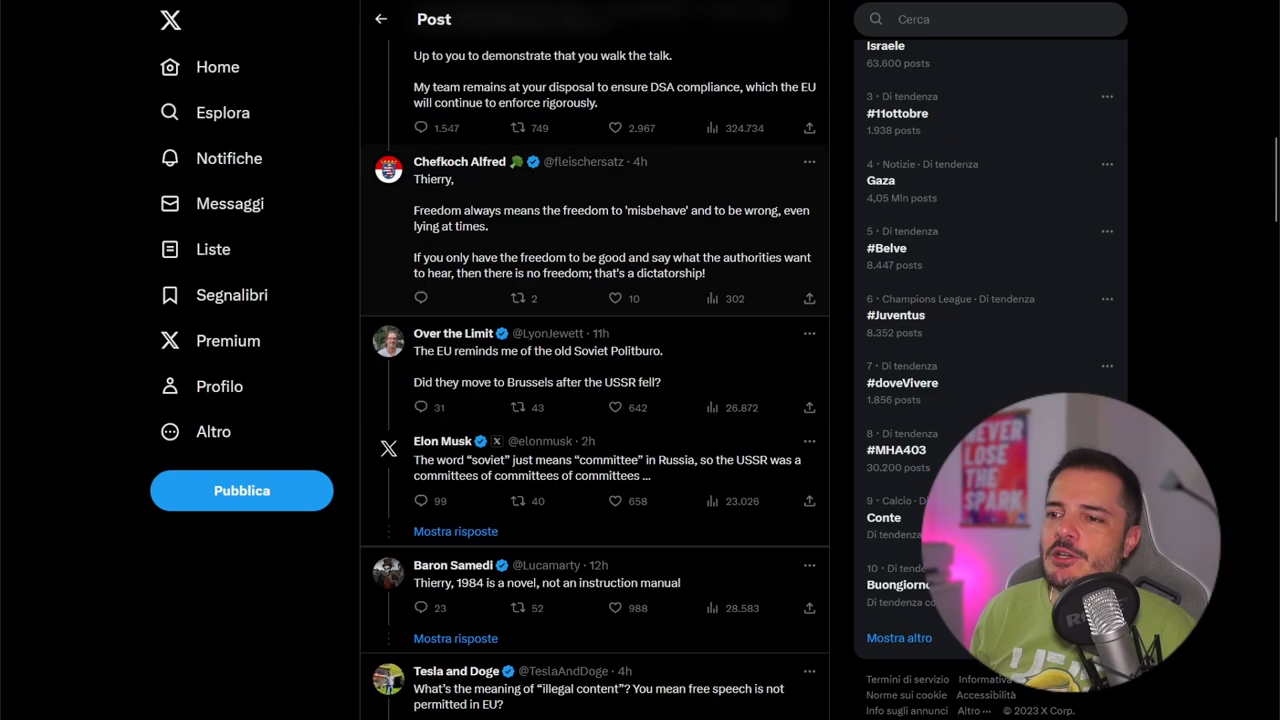 Home
Esplora
Notifiche
Messaggi
Liste
Segnalibri
Premium
Profilo
Altro
Pubblica
Post
Up to you to demonstrate that you walk the talk.
My team remains at your disposal to ensure DSA compliance, which the EU
will continue to enforce rigorously.
1.547 749 2.967 324.734
Chefkoch Alfred 🥦 @fleischersatz · 4h
Thierry,
Freedom always means the freedom to 'misbehave' and to be wrong, even
lying at times.
If you only have the freedom to be good and say what the authorities want
to hear, then there is no freedom; that's a dictatorship!
2 10 302
Over the Limit @LyonJewett · 11h
The EU reminds me of the old Soviet Politburo.
Did they move to Brussels after the USSR fell?
31 43 642 26.872
Elon Musk X @elonmusk · 2h
The word “soviet” just means “committee” in Russia, so the USSR was a
committees of committees of committees ...
99 40 658 23.026
Mostra risposte
Baron Samedi @Lucamarty · 12h
Thierry, 1984 is a novel, not an instruction manual
23 52 988 28.583
Mostra risposte
Tesla and Doge @TeslaAndDoge · 4h
What’s the meaning of “illegal content”? You mean free speech is not
permitted in EU?
Cerca
Israele
63.600 posts
3 · Di tendenza
#11ottobre
1.938 posts
4 · Notizie · Di tendenza
Gaza
4,05 Mln posts
5 · Di tendenza
#Belve
8.447 posts
6 · Champions League · Di tendenza
#Juventus
8.352 posts
7 · Di tendenza
#doveVivere
1.856 posts
8 · Di tendenza
#MHA403
30.200 posts
9 · Calcio · Di
Conte
Di tendenza
10 · Di
Buongiorno
Di tendenza
Mostra altro
Termini di servizio Informativa
Norme sui cookie Accessibilità
Info sugli annunci Altro ··· © 2023 X Corp.
NEVER
LOSE
THE
SPARK